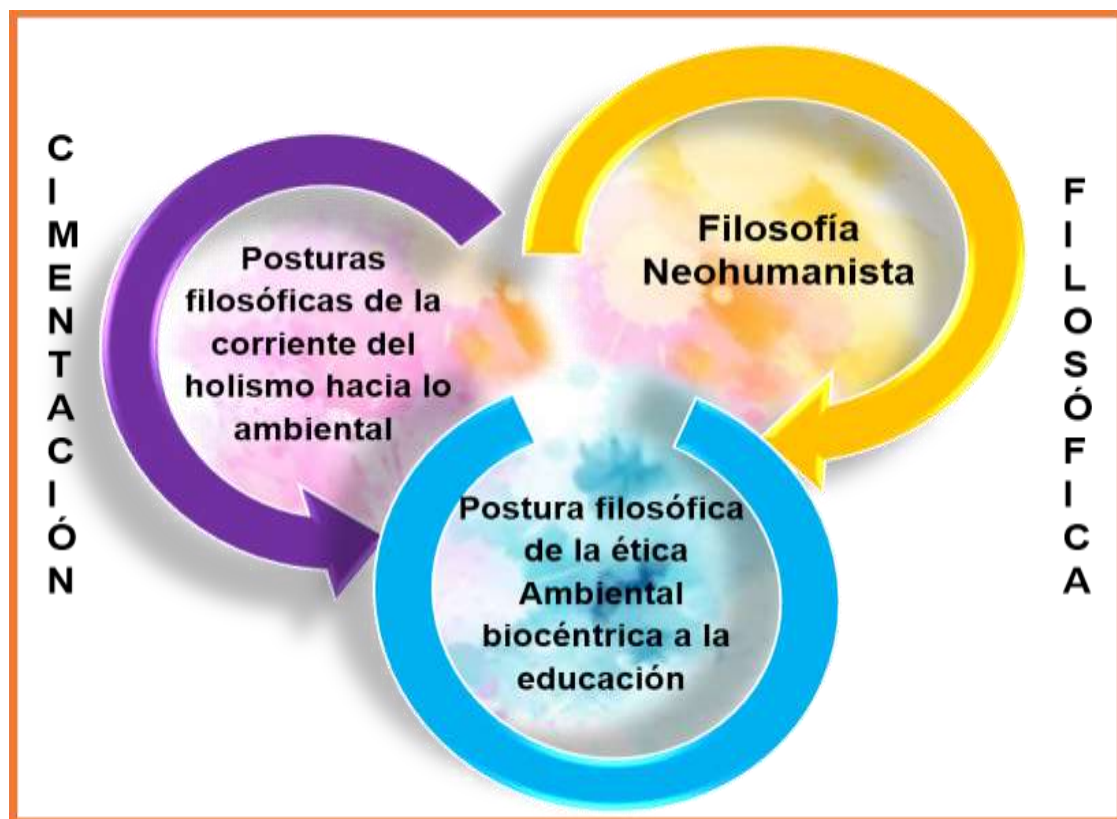 CIMENTACIÓN
Posturas
filosóficas de la
corriente del
holismo hacia lo
ambiental
Filosofía
Neohumanista
Postura filosófica
de la ética
Ambiental
biocéntrica a la
educación
FILOSÓFICA